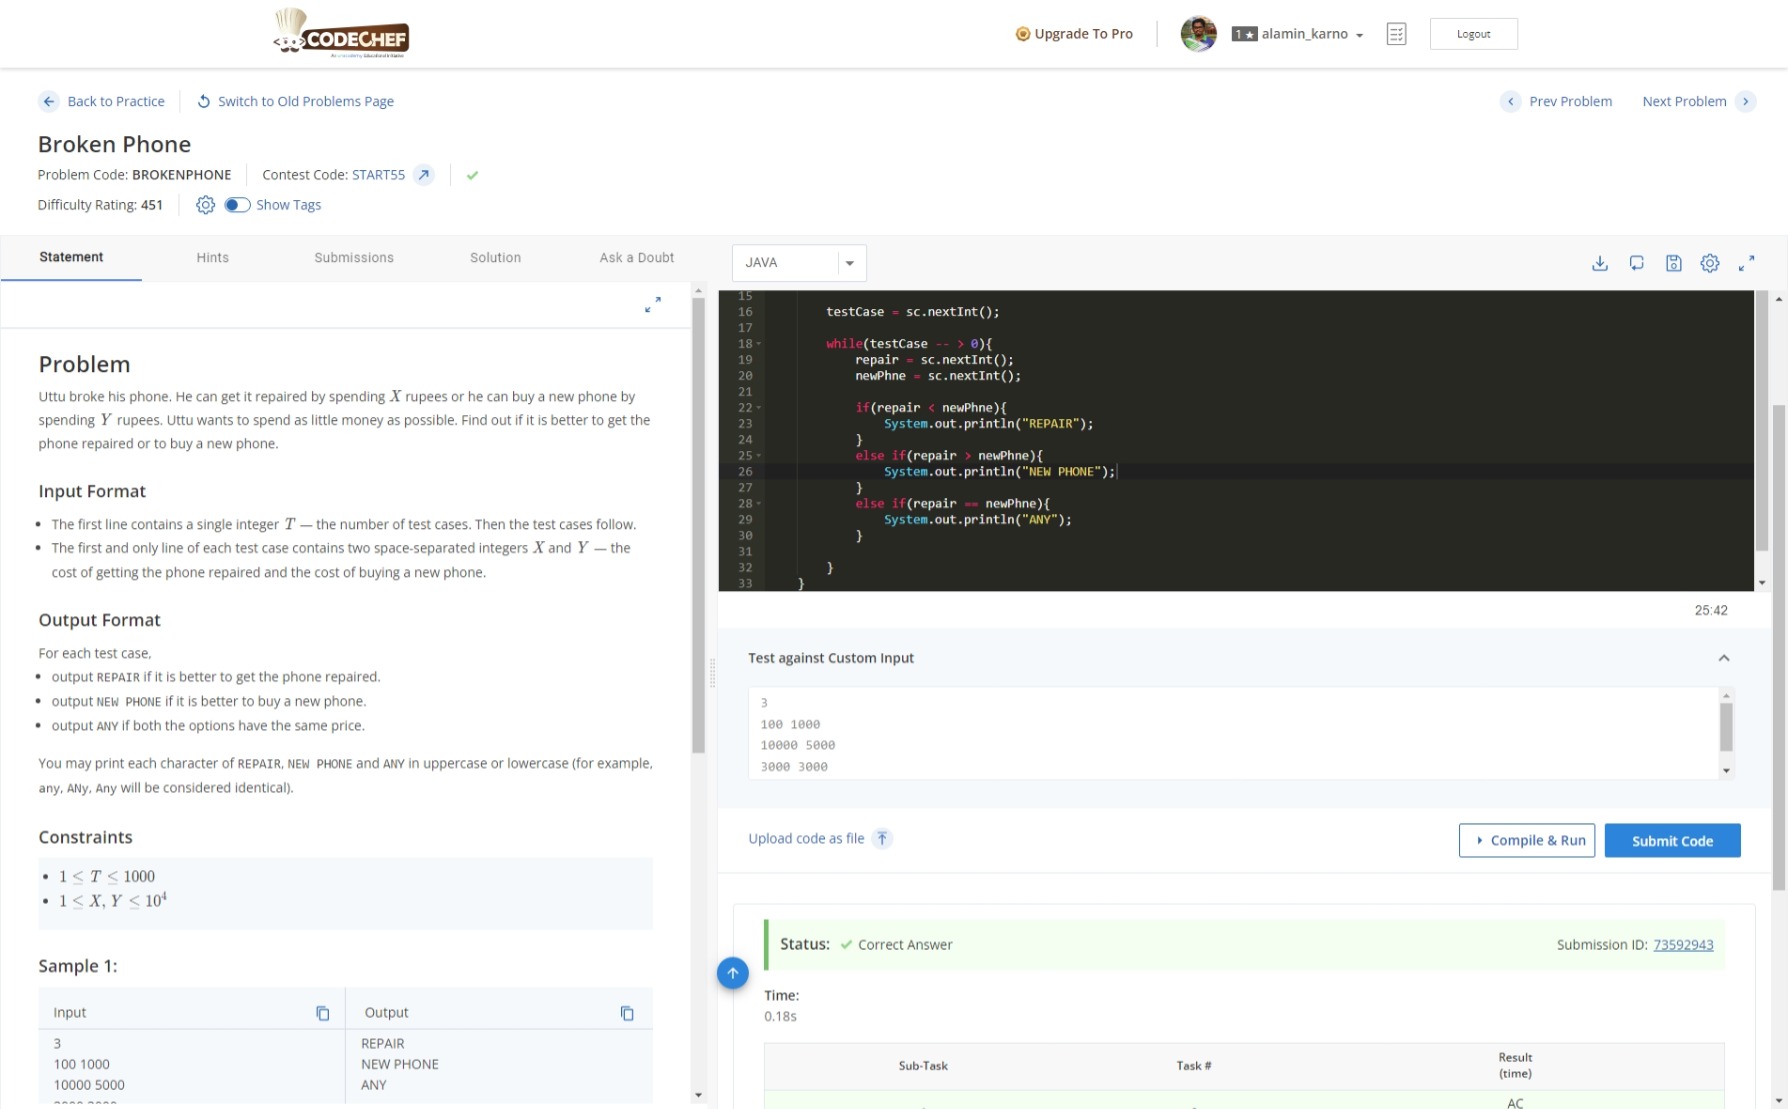 CODECHEF
Upgrade To Pro
1★ alamin_karno
Logout
Back to Practice
Switch to Old Problems Page
Prev Problem
Next Problem
Broken Phone
Problem Code: BROKENPHONE
Contest Code: START55
Difficulty Rating: 451
Show Tags
Statement
Hints
Submissions
Solution
Ask a Doubt
Problem
Uttu broke his phone. He can get it repaired by spending X rupees or he can buy a new phone by
spending Y rupees. Uttu wants to spend as little money as possible. Find out if it is better to get the
phone repaired or to buy a new phone.
Input Format
• The first line contains a single integer T — the number of test cases. Then the test cases follow.
• The first and only line of each test case contains two space-separated integers X and Y — the
cost of getting the phone repaired and the cost of buying a new phone.
Output Format
For each test case,
• output REPAIR if it is better to get the phone repaired.
• output NEW PHONE if it is better to buy a new phone.
• output ANY if both the options have the same price.
You may print each character of REPAIR, NEW PHONE and ANY in uppercase or lowercase (for example,
any, ANy, Any will be considered identical).
Constraints
• 1 ≤ T ≤ 1000
• 1 ≤ X, Y ≤ 10⁴
Sample 1:
Input
Output
3
100 1000
10000 5000
REPAIR
NEW PHONE
ANY
JAVA
15
16 testCase = sc.nextInt();
17
18 while(testCase -- > 0){
19 repair = sc.nextInt();
20 newPhne = sc.nextInt();
21
22 if(repair < newPhne){
23 System.out.println("REPAIR");
24 }
25 else if(repair > newPhne){
26 System.out.println("NEW PHONE");
27 }
28 else if(repair == newPhne){
29 System.out.println("ANY");
30 }
31
32 }
33 }
25:42
Test against Custom Input
3
100 1000
10000 5000
3000 3000
Upload code as file
Compile & Run
Submit Code
Status: Correct Answer
Submission ID: 73592943
Time:
0.18s
Sub-Task
Task #
Result
(time)
AC